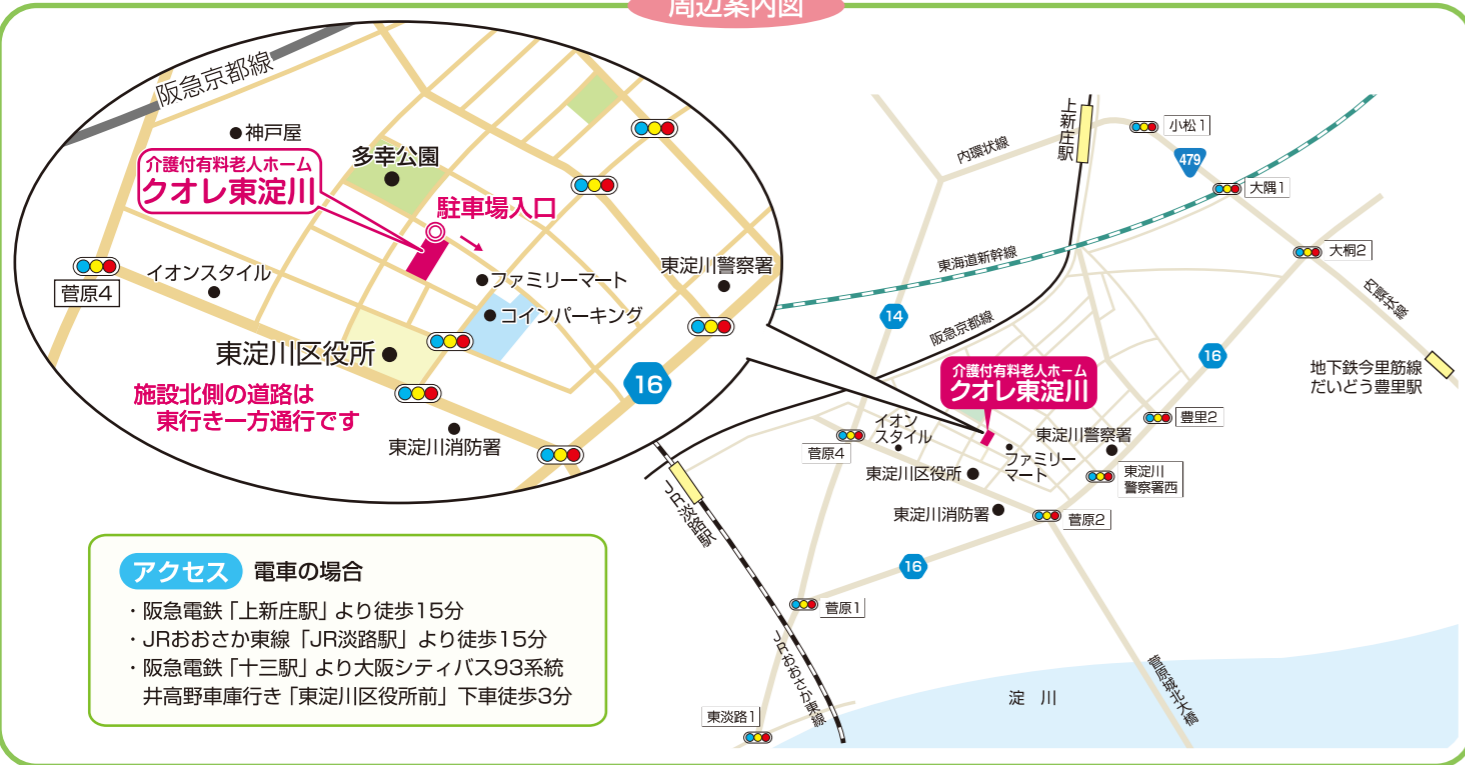 周辺案内図
阪急京都線
神戸屋
多幸公園
介護付有料老人ホーム
クオレ東淀川
駐車場入口
イオンスタイル
ファミリーマート
東淀川警察署
菅原4
コインパーキング
東淀川区役所
16
施設北側の道路は
東行き一方通行です
東淀川消防署
上新庄駅
小松1
内環状線
479
大隅1
東海道新幹線
大桐2
内環状線
14
阪急京都線
16
地下鉄今里筋線
だいどう豊里駅
介護付有料老人ホーム
クオレ東淀川
豊里2
イオン
スタイル
東淀川警察署
菅原4
ファミリー
マート
東淀川区役所
東淀川
警察署西
東淀川消防署
菅原2
JR淡路駅
16
菅原1
JRおおさか東線
菅原城北大橋
淀川
東淡路1
アクセス 電車の場合
・阪急電鉄「上新庄駅」より徒歩15分
・JRおおさか東線「JR淡路駅」より徒歩15分
・阪急電鉄「十三駅」より大阪シティバス93系統
井高野車庫行き「東淀川区役所前」下車徒歩3分